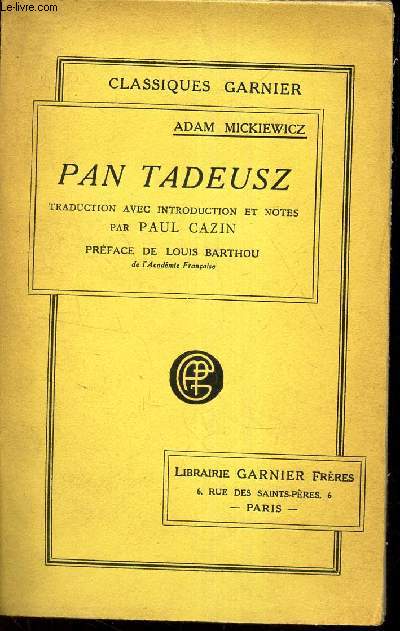 © Le-livre.com
CLASSIQUES GARNIER
ADAM MICKIEWICZ
PAN TADEUSZ
TRADUCTION AVEC INTRODUCTION ET NOTES
PAR PAUL CAZIN
PRÉFACE DE LOUIS BARTHOU
de l'Académie Française
LIBRAIRIE GARNIER FRÈRES
6, RUE DES SAINTS-PÈRES, 6
— PARIS —